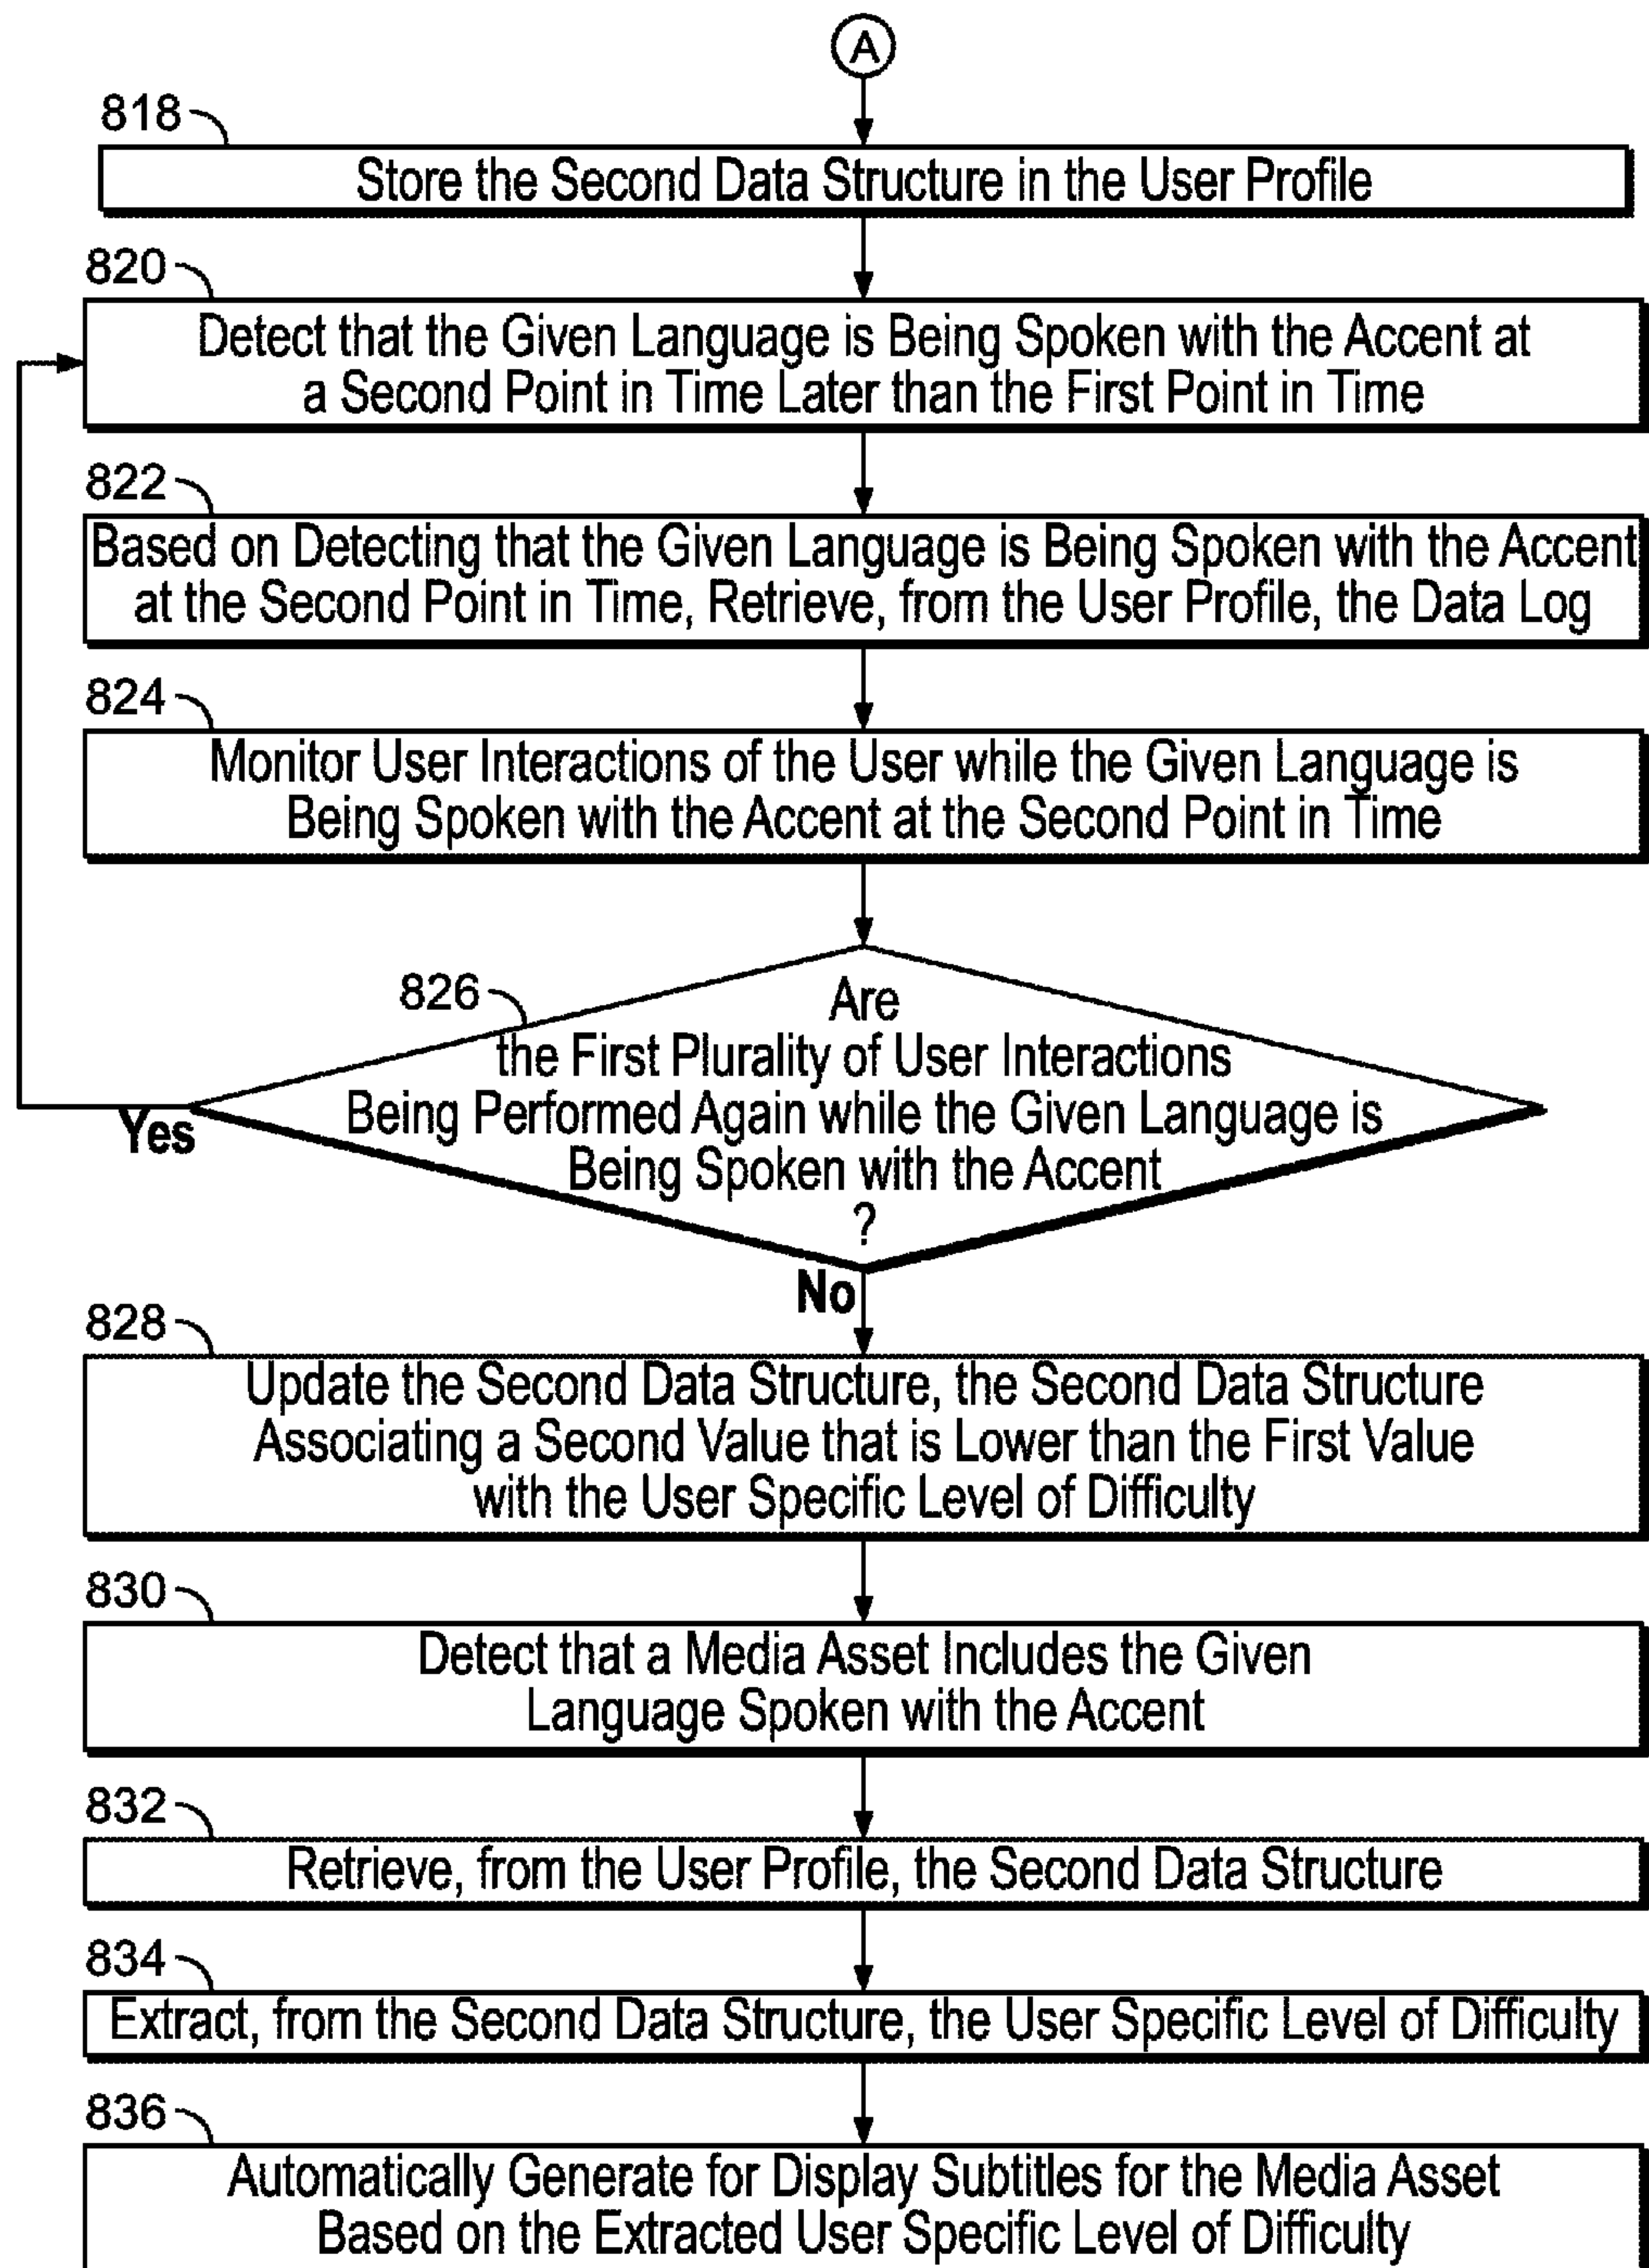 A
818
Store the Second Data Structure in the User Profile
820
Detect that the Given Language is Being Spoken with the Accent at
a Second Point in Time Later than the First Point in Time
822
Based on Detecting that the Given Language is Being Spoken with the Accent
at the Second Point in Time, Retrieve, from the User Profile, the Data Log
824
Monitor User Interactions of the User while the Given Language is
Being Spoken with the Accent at the Second Point in Time
826
Are
the First Plurality of User Interactions
Being Performed Again while the Given Language is
Being Spoken with the Accent
?
Yes
No
828
Update the Second Data Structure, the Second Data Structure
Associating a Second Value that is Lower than the First Value
with the User Specific Level of Difficulty
830
Detect that a Media Asset Includes the Given
Language Spoken with the Accent
832
Retrieve, from the User Profile, the Second Data Structure
834
Extract, from the Second Data Structure, the User Specific Level of Difficulty
836
Automatically Generate for Display Subtitles for the Media Asset
Based on the Extracted User Specific Level of Difficulty